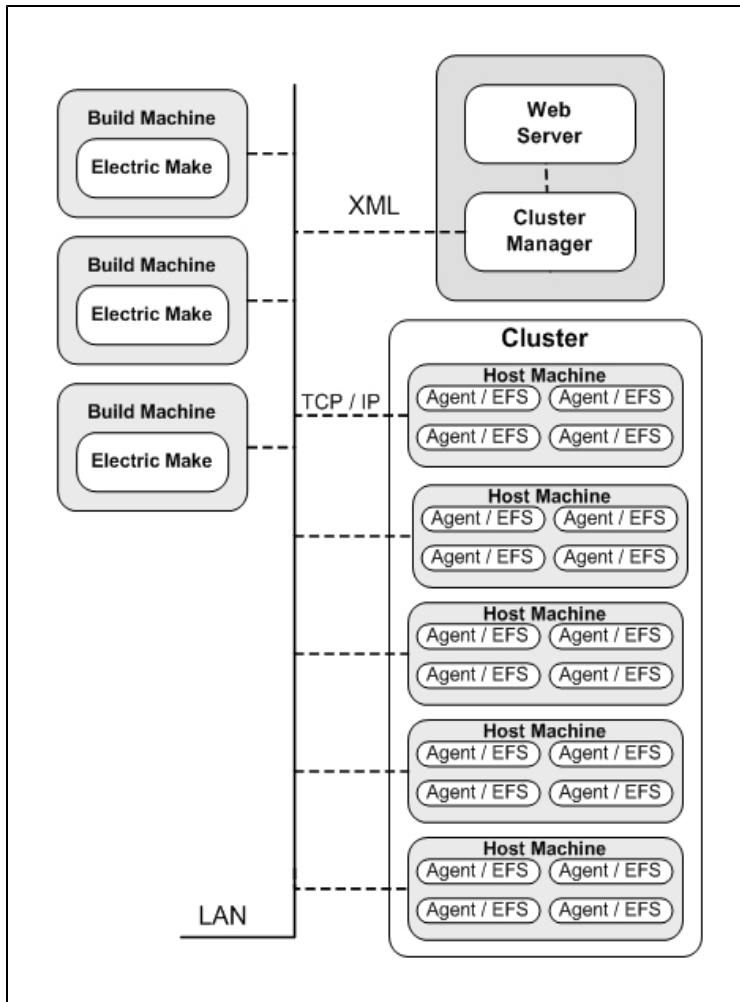 Build Machine
Electric Make
Build Machine
Electric Make
Build Machine
Electric Make
LAN
XML
TCP / IP
Web
Server
Cluster
Manager
Cluster
Host Machine
Agent / EFS Agent / EFS
Agent / EFS Agent / EFS
Host Machine
Agent / EFS Agent / EFS
Agent / EFS Agent / EFS
Host Machine
Agent / EFS Agent / EFS
Agent / EFS Agent / EFS
Host Machine
Agent / EFS Agent / EFS
Agent / EFS Agent / EFS
Host Machine
Agent / EFS Agent / EFS
Agent / EFS Agent / EFS